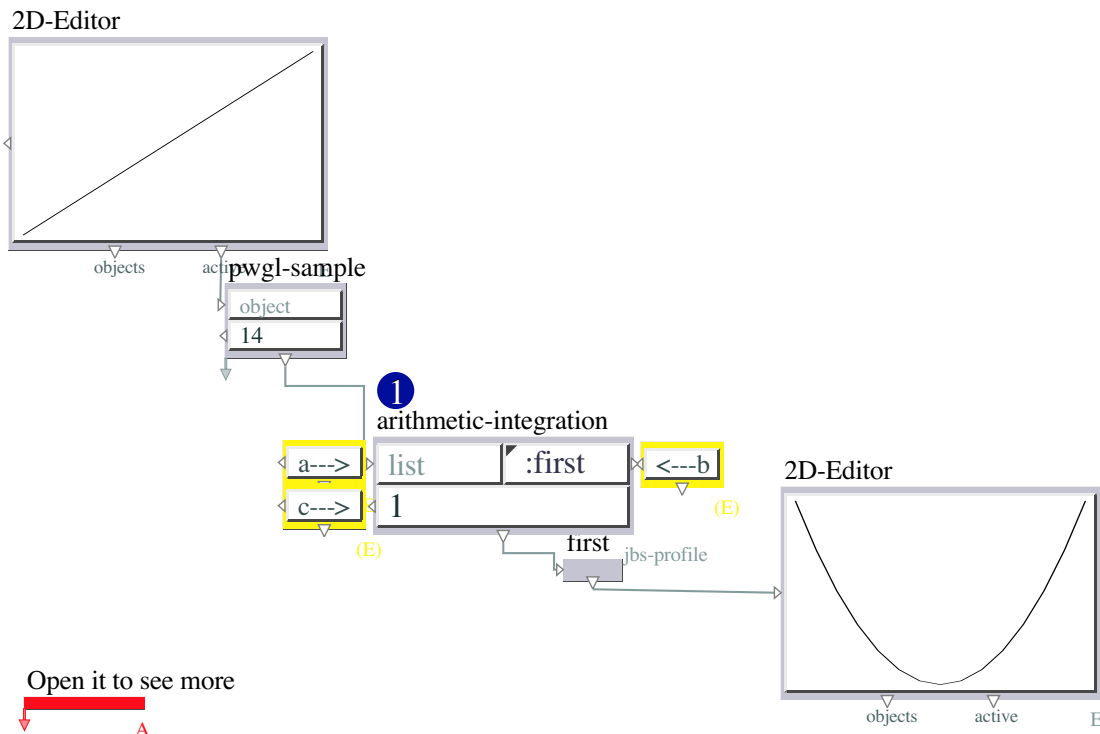 2D-Editor
objects
active
pwgl-sample
object
14
1
arithmetic-integration
a--->
list
:first
<---b
c--->
1
(E)
(E)
first
jbs-profile
2D-Editor
objects
active
E
Open it to see more
A